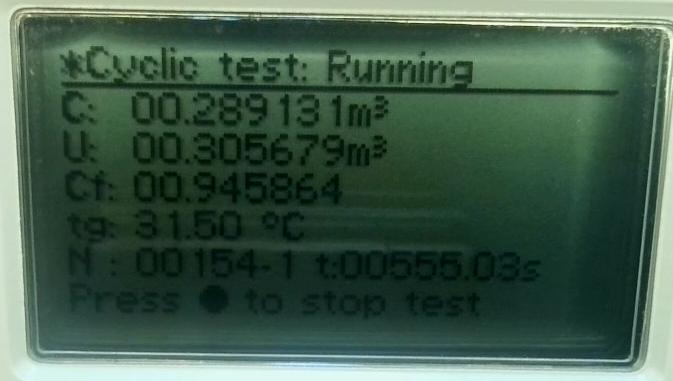 *Cyclic test: Running
C: 00.289131m³
U: 00.305679m³
Cf: 00.945864
tg: 31.50 °C
N : 00154-1 t:00555.03s
Press ● to stop test